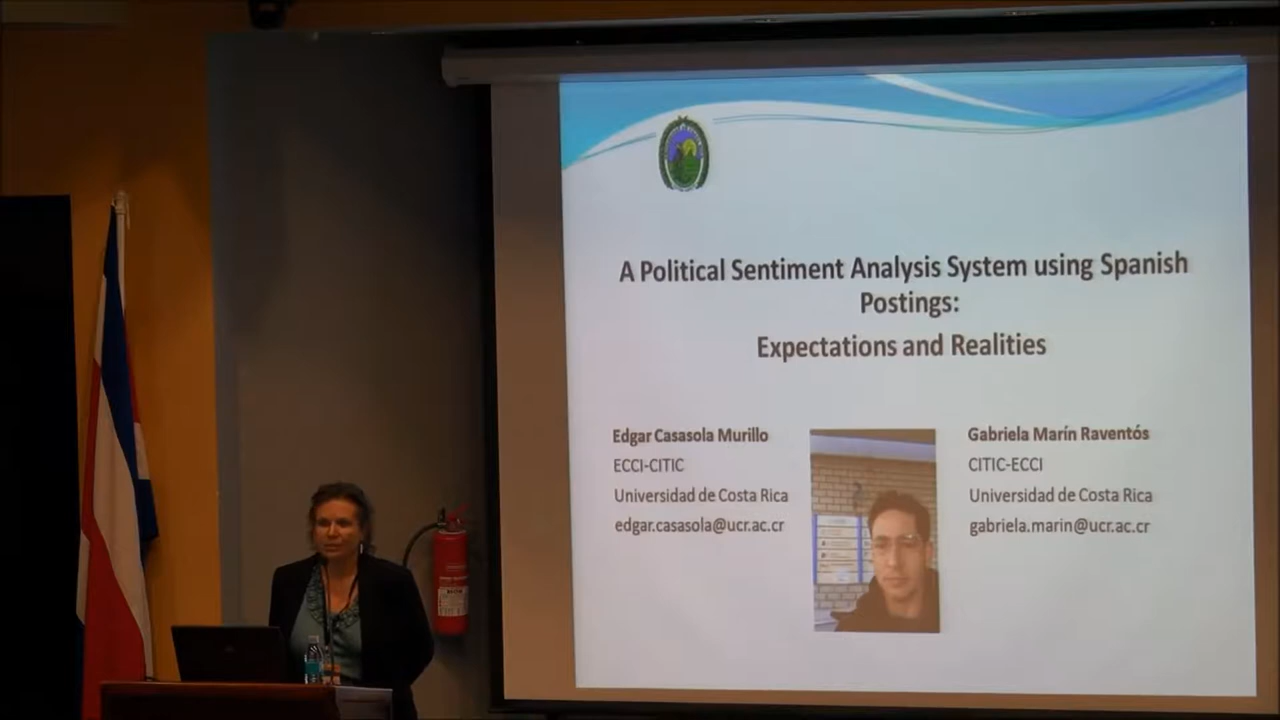 A Political Sentiment Analysis System using Spanish
Postings:
Expectations and Realities
Edgar Casasola Murillo
ECCI-CITIC
Universidad de Costa Rica
edgar.casasola@ucr.ac.cr
Gabriela Marín Raventós
CITIC-ECCI
Universidad de Costa Rica
gabriela.marin@ucr.ac.cr